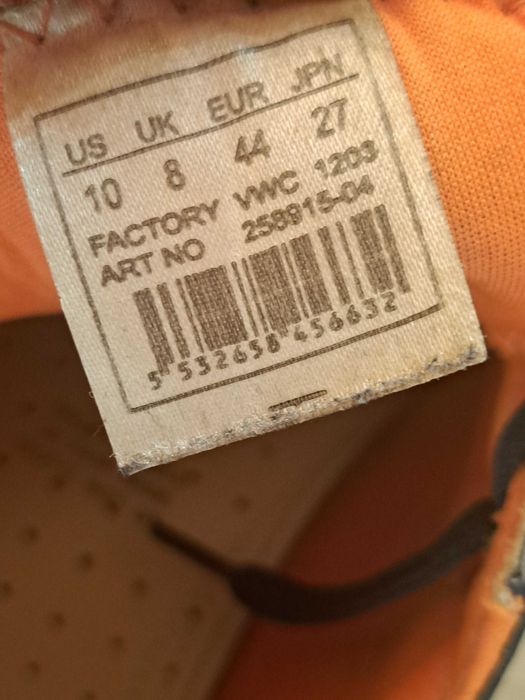 US UK EUR JPN
10 8 44 27
FACTORY VWC 1203
ART NO 258915-04
5 532658 456632